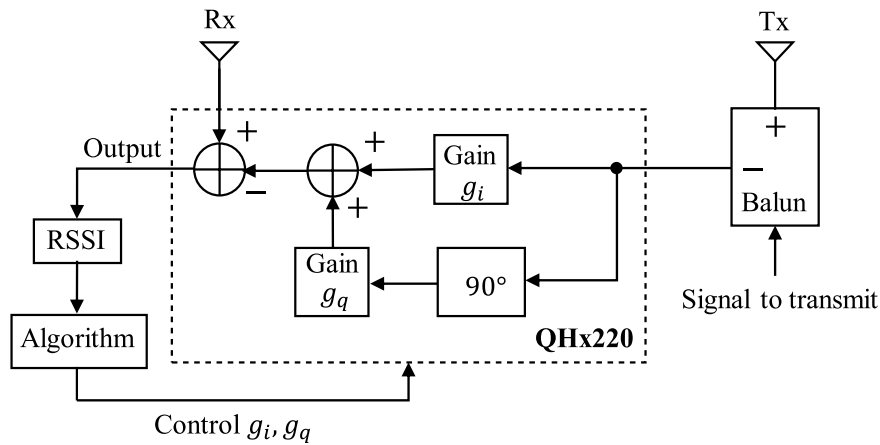 Rx
Tx
+
+
+
Output
Gain
g_i
−
−
Balun
+
RSSI
Gain
g_q
90°
Signal to transmit
Algorithm
QHx220
Control g_i, g_q